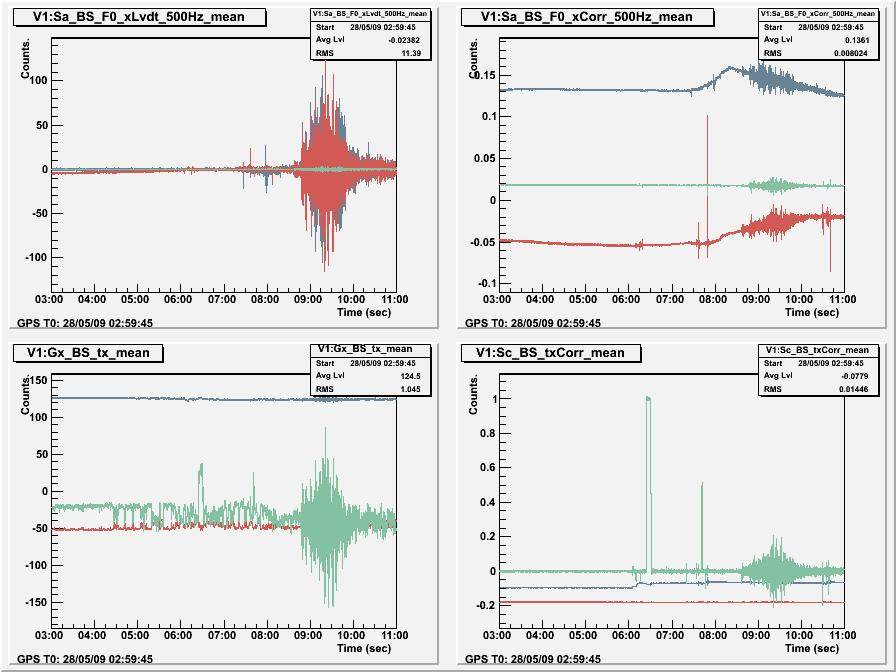 V1:Sa_BS_F0_xLvdt_500Hz_mean
V1:Sa_BS_F0_xLvdt_500Hz_mean
Start 28/05/09 02:59:45
Avg Lvl -0.02382
RMS 11.39
Counts.
100
50
0
-50
-100
03:00 04:00 05:00 06:00 07:00 08:00 09:00 10:00 11:00
Time (sec)
GPS T0: 28/05/09 02:59:45
V1:Sa_BS_F0_xCorr_500Hz_mean
V1:Sa_BS_F0_xCorr_500Hz_mean
Start 28/05/09 02:59:45
Avg Lvl 0.1361
RMS 0.008024
Counts.
0.15
0.1
0.05
0
-0.05
-0.1
03:00 04:00 05:00 06:00 07:00 08:00 09:00 10:00 11:00
Time (sec)
GPS T0: 28/05/09 02:59:45
V1:Gx_BS_tx_mean
V1:Gx_BS_tx_mean
Start 28/05/09 02:59:45
Avg Lvl 124.5
RMS 1.045
Counts.
150
100
50
0
-50
-100
-150
03:00 04:00 05:00 06:00 07:00 08:00 09:00 10:00 11:00
Time (sec)
GPS T0: 28/05/09 02:59:45
V1:Sc_BS_txCorr_mean
V1:Sc_BS_txCorr_mean
Start 28/05/09 02:59:45
Avg Lvl -0.0779
RMS 0.01446
Counts.
1
0.8
0.6
0.4
0.2
0
-0.2
03:00 04:00 05:00 06:00 07:00 08:00 09:00 10:00 11:00
Time (sec)
GPS T0: 28/05/09 02:59:45